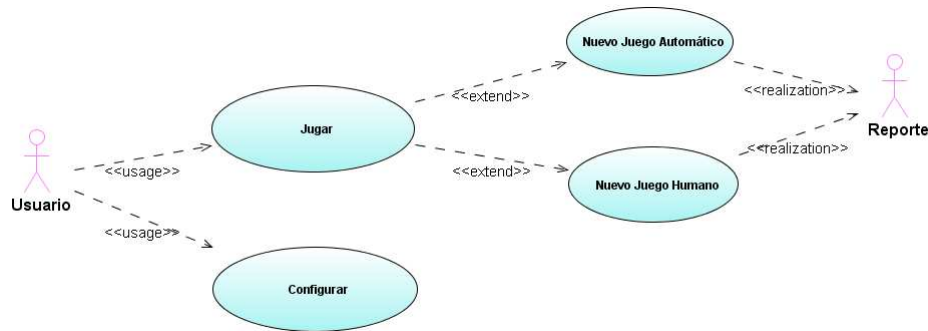 Nuevo Juego Automático
<<extend>>
<<realization>>
Jugar
Reporte
<<realization>>
<<usage>>
<<extend>>
Nuevo Juego Humano
Usuario
<<usage>>
Configurar